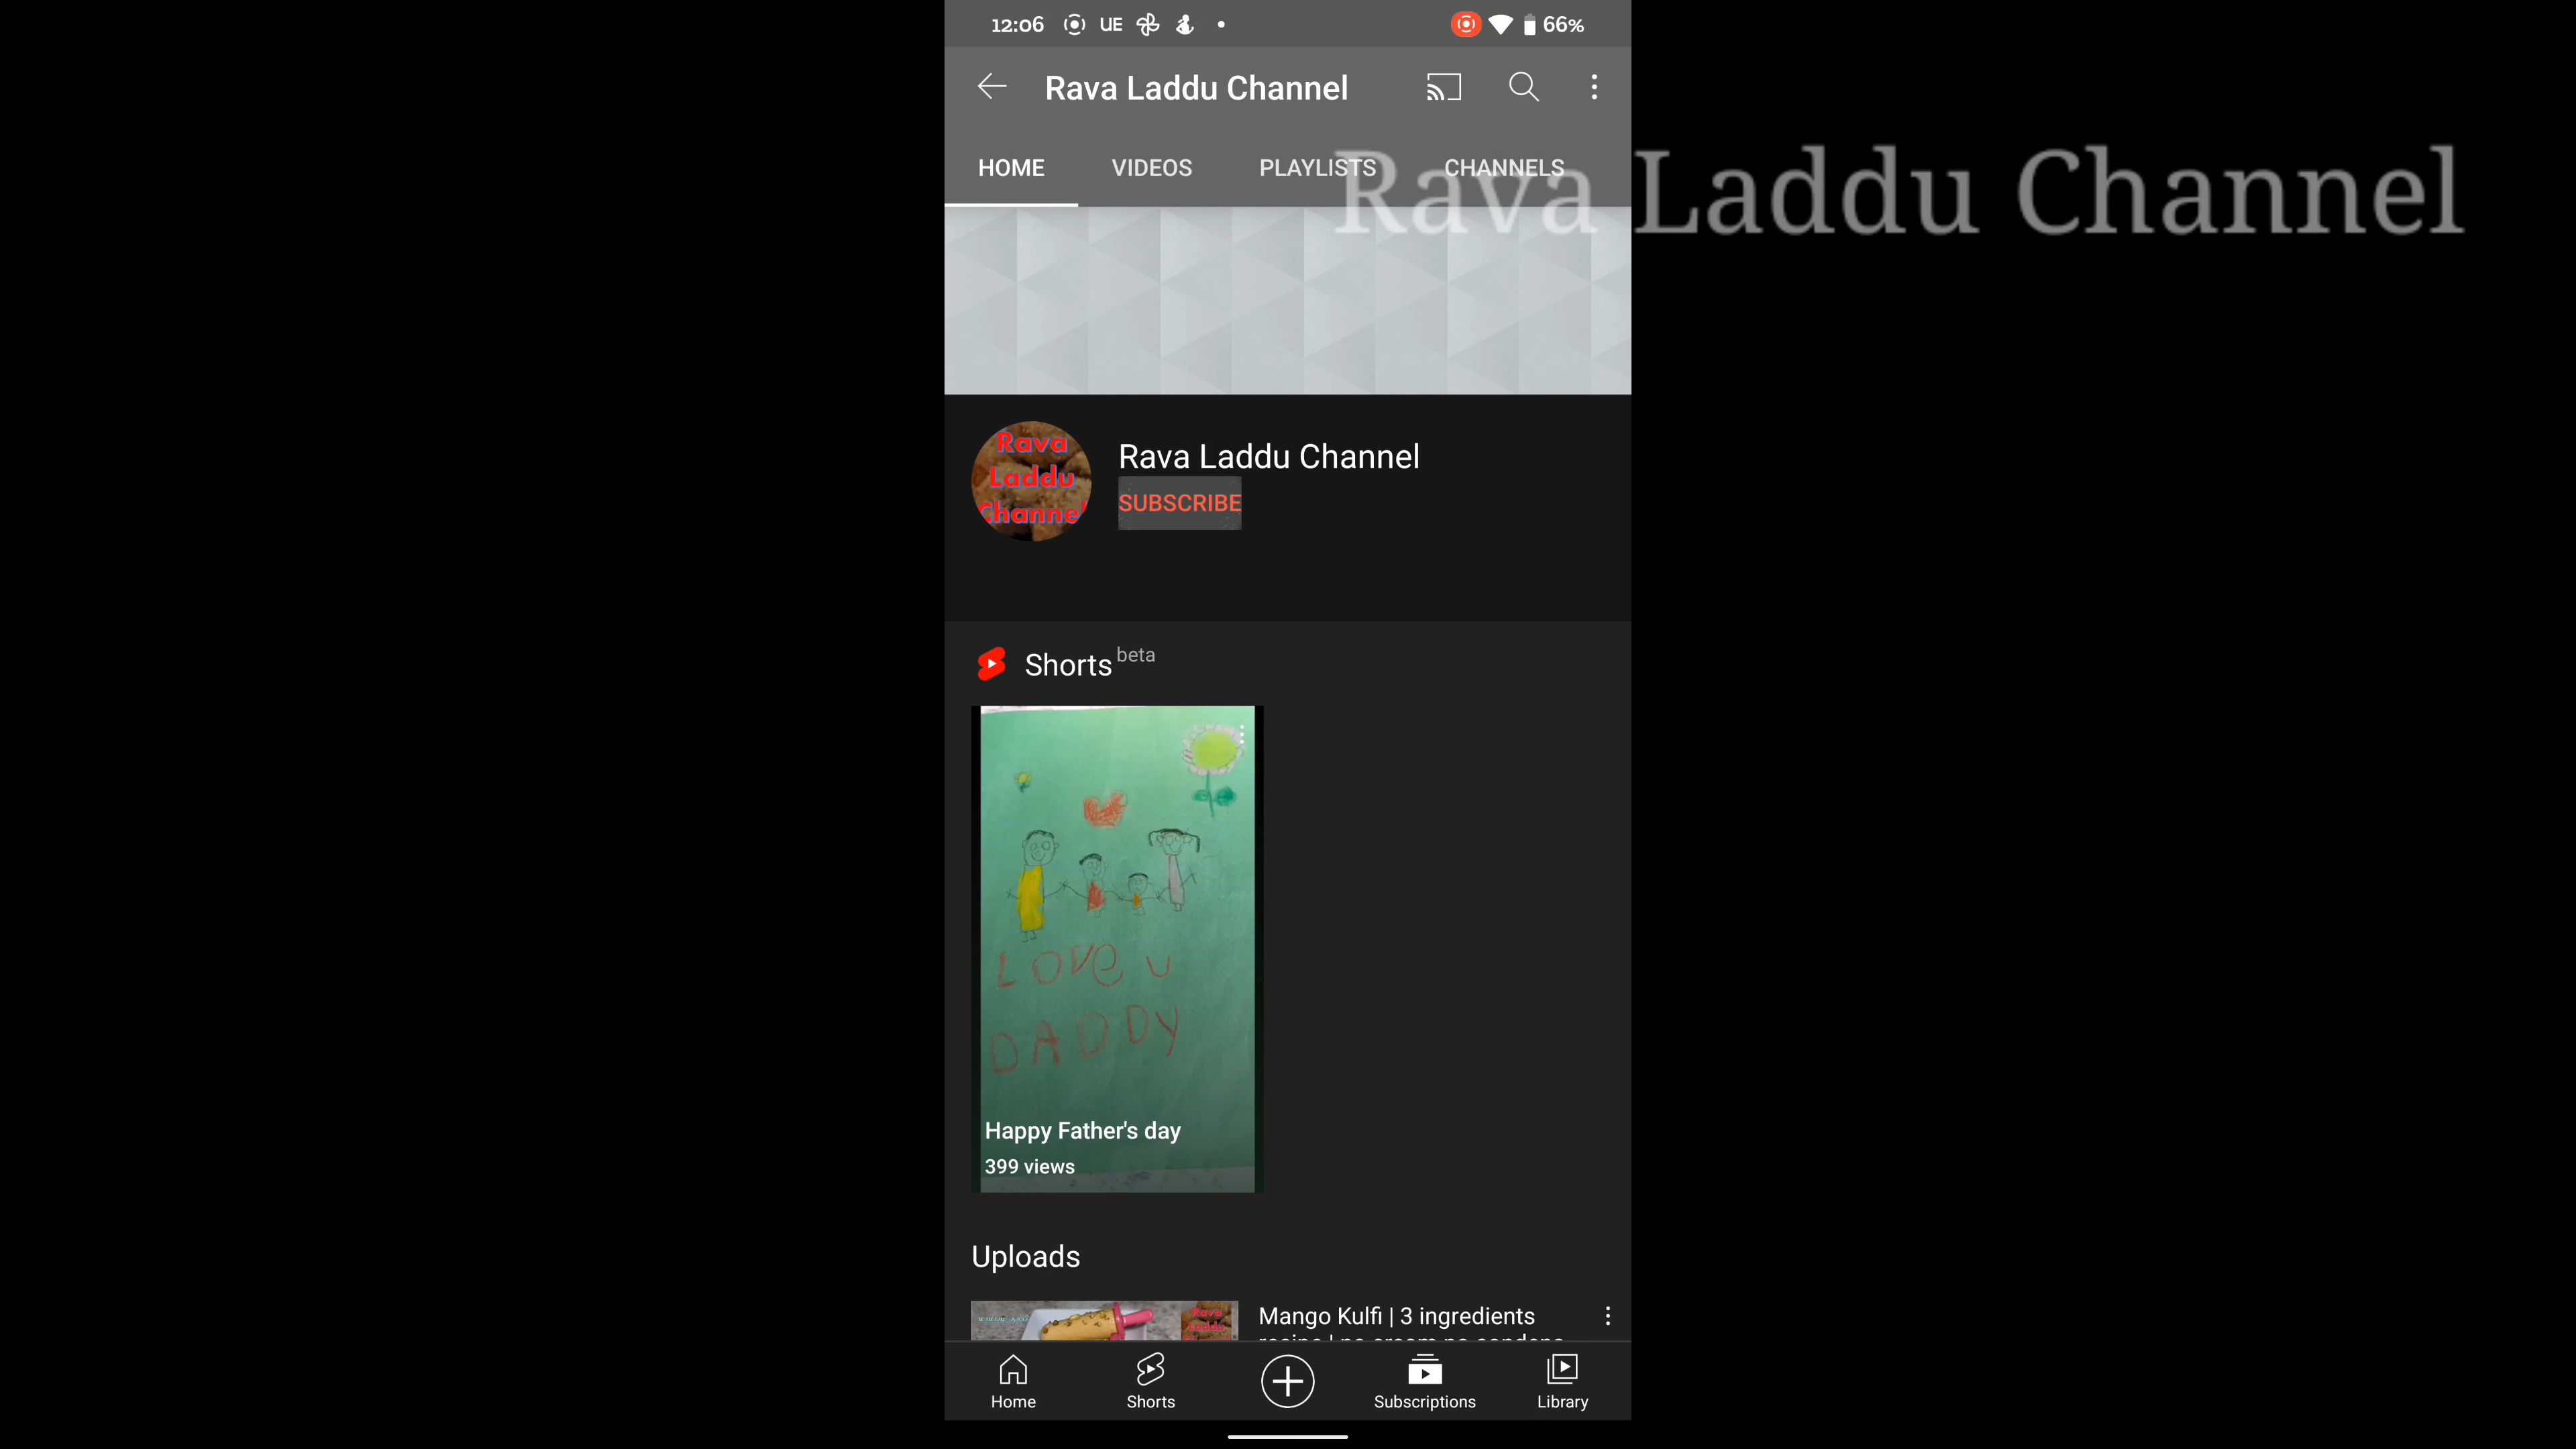 12:06 UE 66%
Rava Laddu Channel
HOME VIDEOS PLAYLISTS CHANNELS
Rava Laddu Channel
Rava
Laddu
Channel
Rava Laddu Channel
SUBSCRIBE
Shorts beta
LOVe u
DADDy
Happy Father's day
399 views
Uploads
Rava
Laddu
Mango Kulfi | 3 ingredients
Home Shorts Subscriptions Library